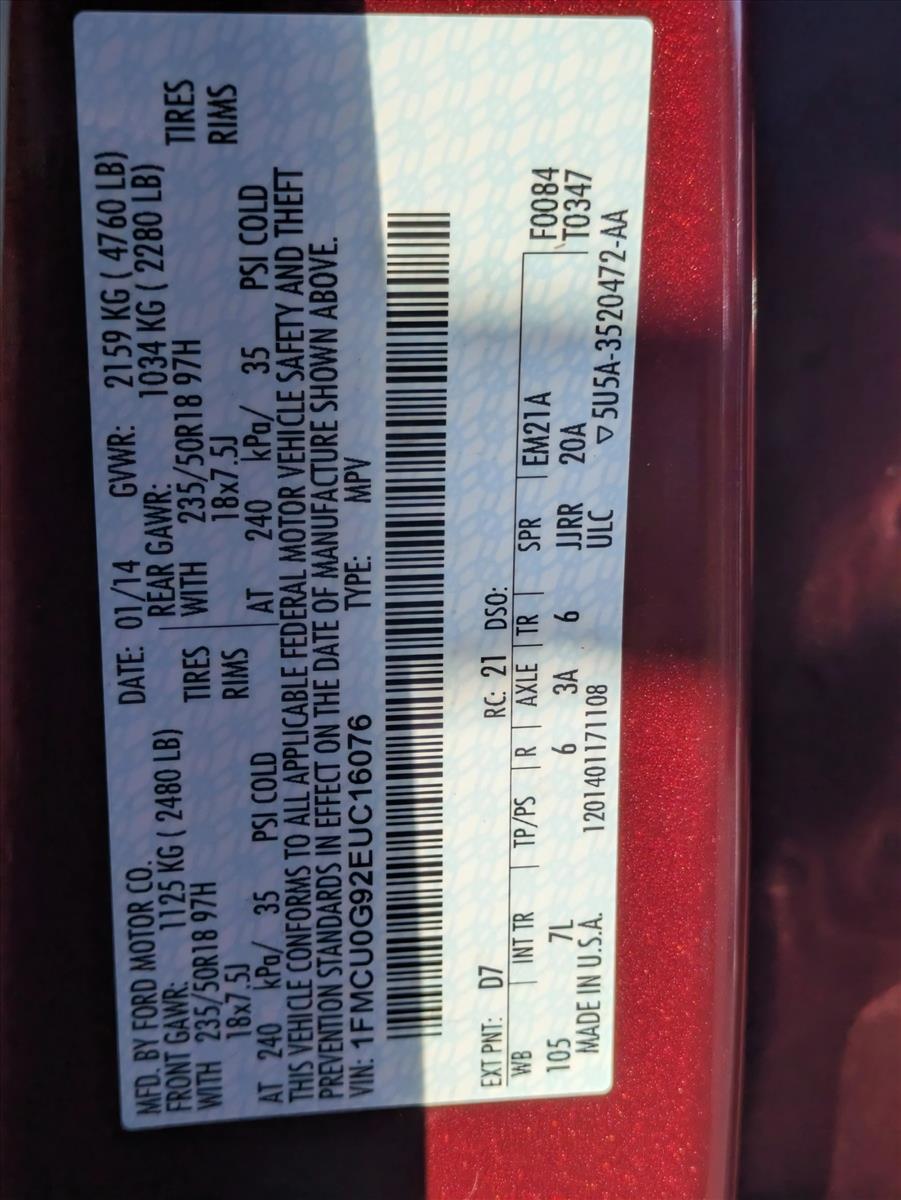 MFD. BY FORD MOTOR CO. DATE: 01/14 GVWR: 2159 KG ( 4760 LB)
FRONT GAWR: 1125 KG ( 2480 LB) REAR GAWR: 1034 KG ( 2280 LB)
WITH 235/50R18 97H TIRES WITH 235/50R18 97H TIRES
18x7.5J RIMS 18x7.5J RIMS
AT 240 kPa/ 35 PSI COLD AT 240 kPa/ 35 PSI COLD
THIS VEHICLE CONFORMS TO ALL APPLICABLE FEDERAL MOTOR VEHICLE SAFETY AND THEFT
PREVENTION STANDARDS IN EFFECT ON THE DATE OF MANUFACTURE SHOWN ABOVE.
VIN: 1FMCU0G92EUC16076 TYPE: MPV
EXT PNT: D7 RC: 21 DSO:
WB INT TR TP/PS R AXLE TR SPR EM21A F0084
105 7L 6 3A 6 JJRR 20A T0347
MADE IN U.S.A. 1201401171108 ULC ▽5U5A-3520472-AA